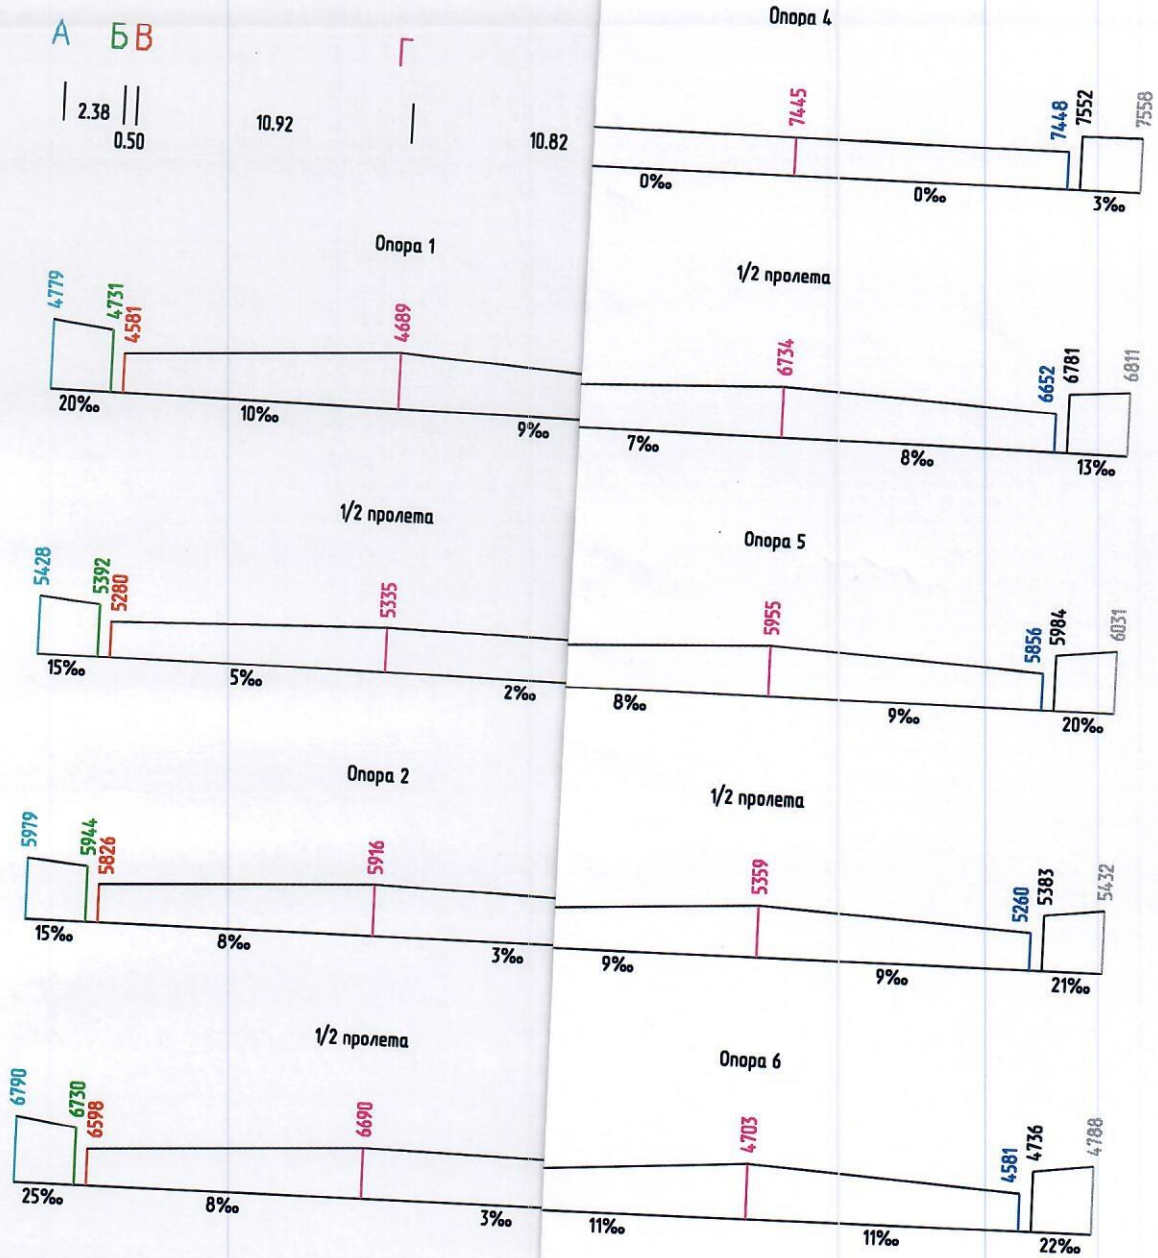 А Б В Г
2.38 0.50 10.92 10.82
Опора 1
4779 4731 4581 4689
20‰ 10‰ 9‰
1/2 пролета
5428 5392 5280 5335
15‰ 5‰ 2‰
Опора 2
5979 5944 5826 5916
15‰ 8‰ 3‰
1/2 пролета
6790 6730 6598 6690
25‰ 8‰ 3‰
Опора 4
7445 7448 7552 7558
0‰ 0‰ 3‰
1/2 пролета
6734 6652 6781 6811
7‰ 8‰ 13‰
Опора 5
5955 5856 5984 6031
8‰ 9‰ 20‰
1/2 пролета
5359 5260 5383 5432
9‰ 9‰ 21‰
Опора 6
4703 4581 4736 4788
11‰ 11‰ 22‰